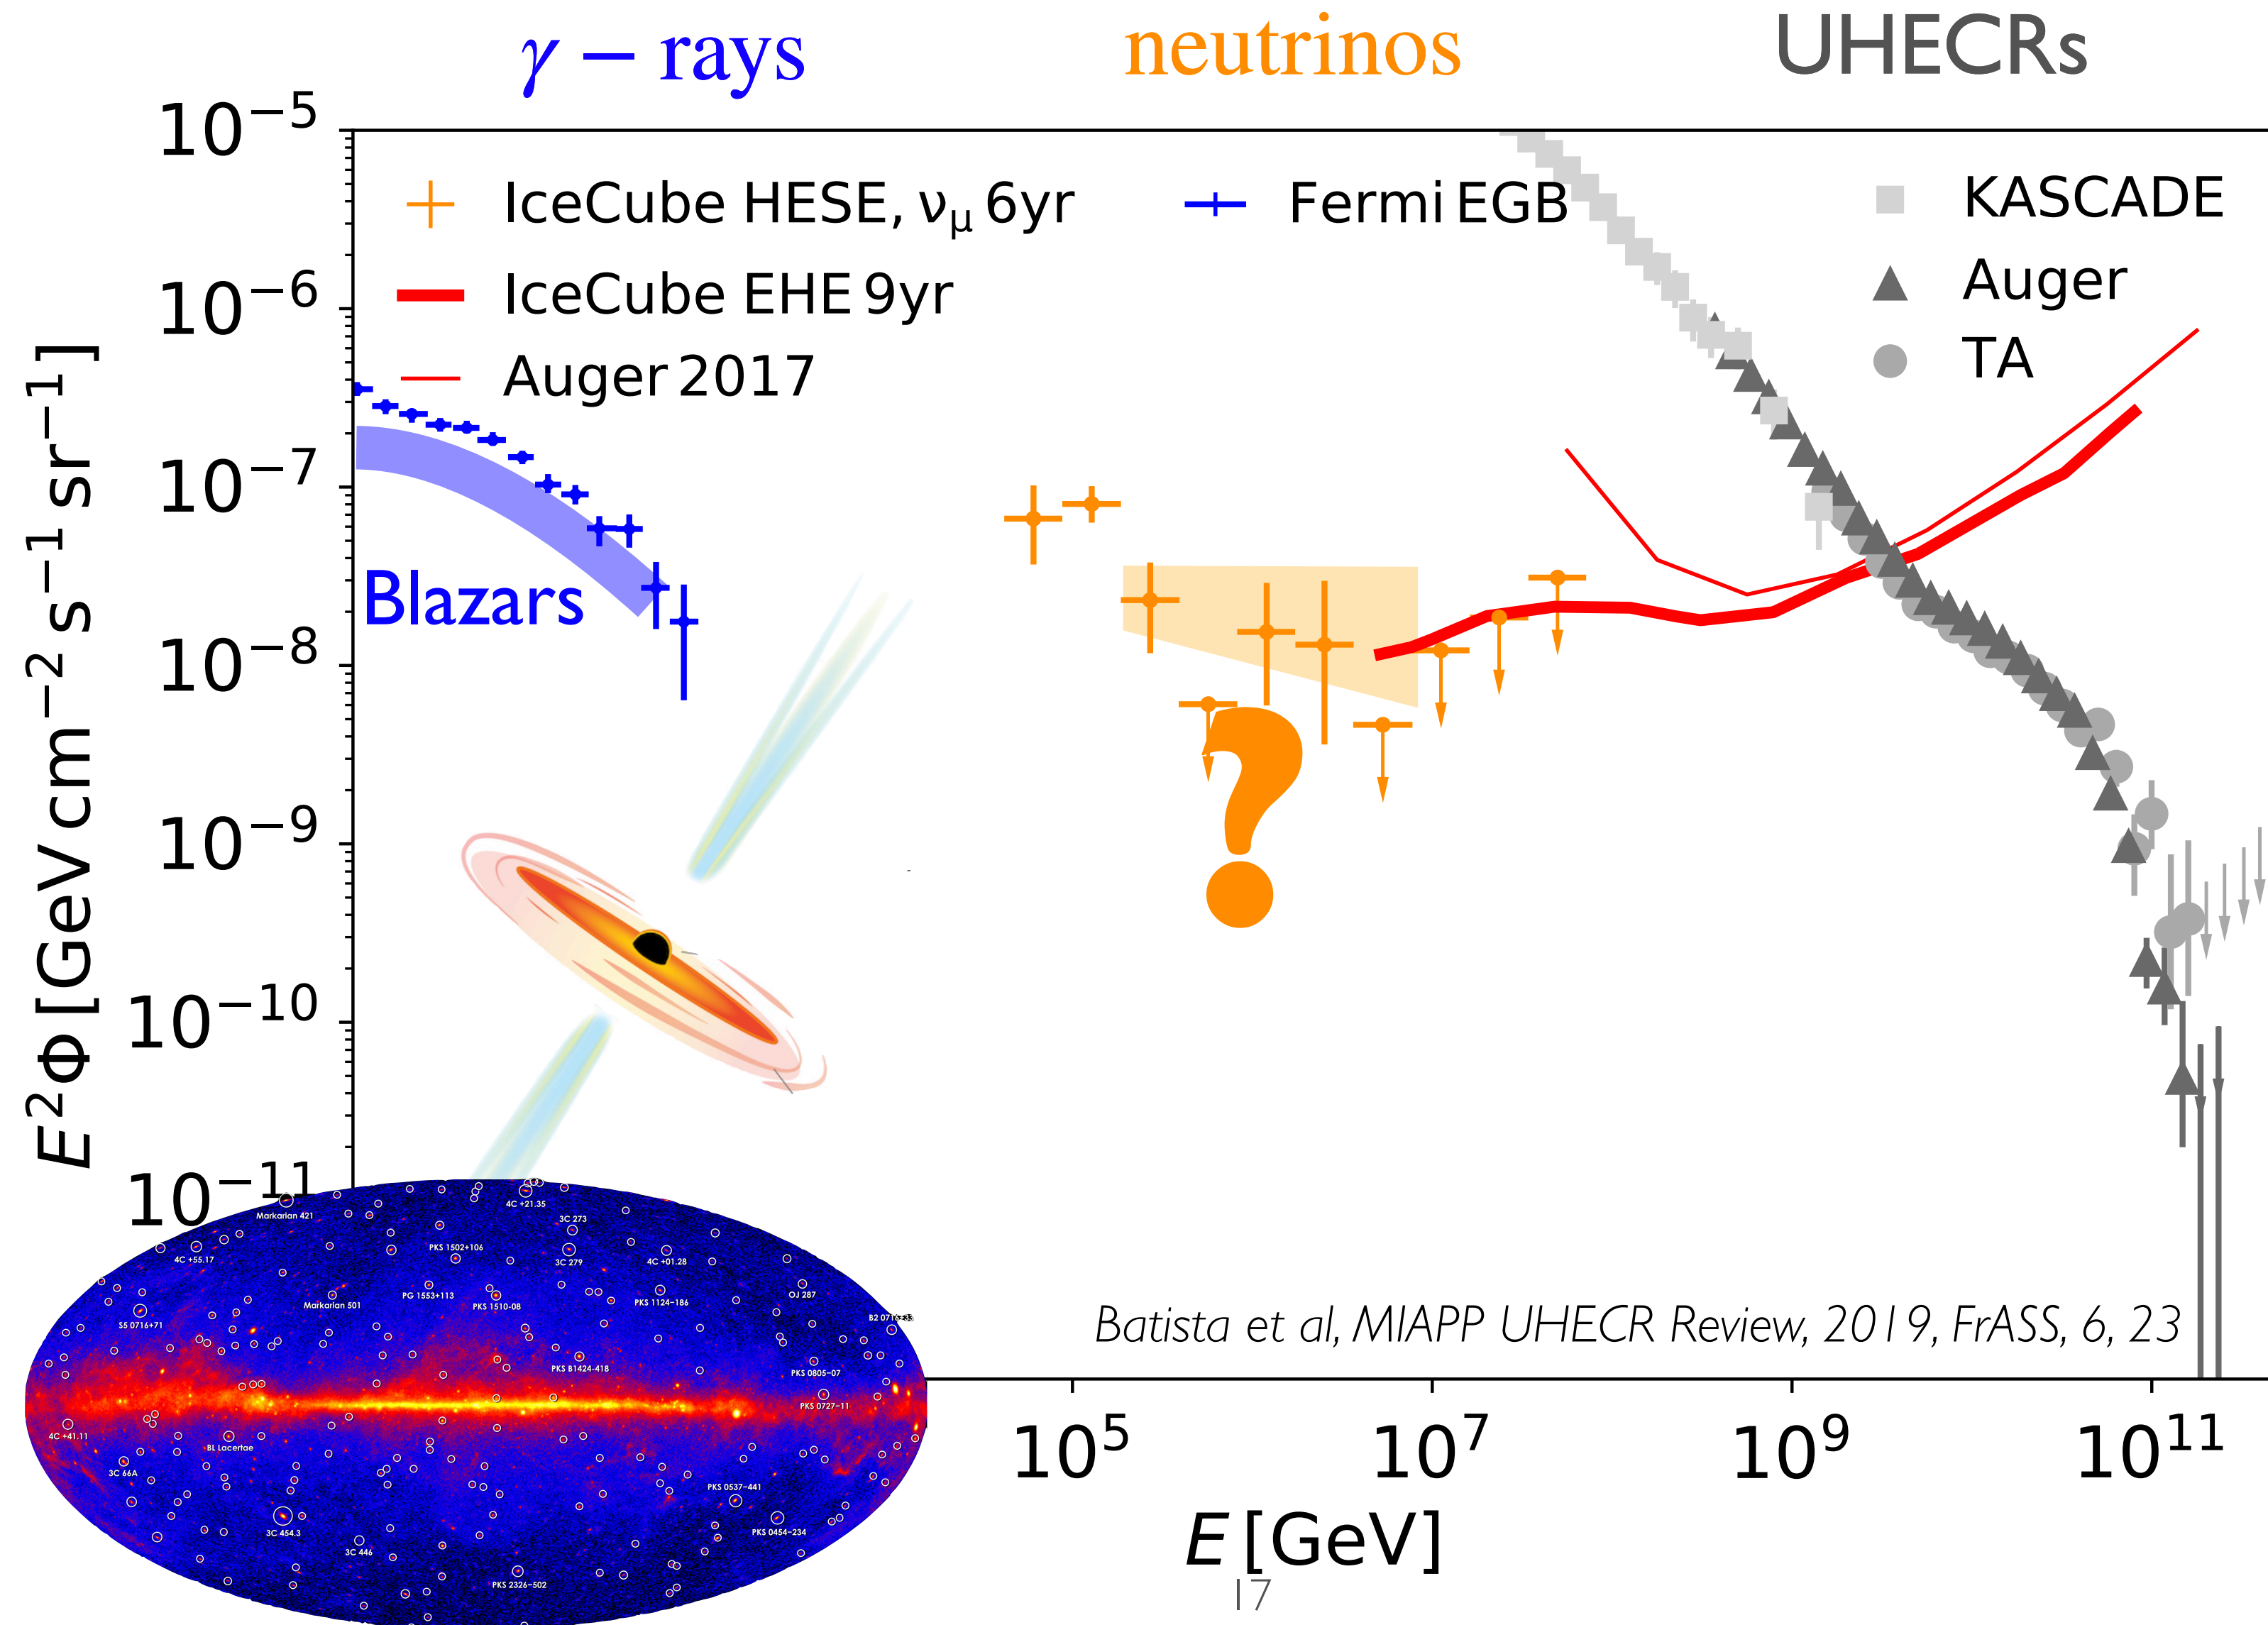 γ − rays
neutrinos
UHECRs
10⁻⁵
10⁻⁶
10⁻⁷
10⁻⁸
10⁻⁹
10⁻¹⁰
10⁻¹¹
E²Φ [GeV cm⁻² s⁻¹ sr⁻¹]
IceCube HESE, νμ 6yr
IceCube EHE 9yr
Auger 2017
Fermi EGB
KASCADE
Auger
TA
Blazars
?
Markarian 421
4C +21.35
3C 273
4C +55.17
PKS 1502+106
3C 279
4C +01.28
Markarian 501
PG 1553+113
PKS 1510-08
PKS 1124-186
OJ 287
S5 0716+71
PKS B1424-418
PKS 0805-07
PKS 0727-11
4C +41.11
BL Lacertae
3C 66A
PKS 0537-441
3C 454.3
PKS 0454-234
3C 446
PKS 2326-502
Batista et al, MIAPP UHECR Review, 2019, FrASS, 6, 23
10⁵
10⁷
10⁹
10¹¹
E [GeV]
17